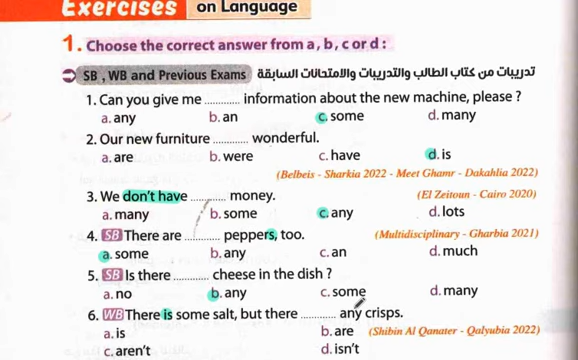 Exercises on Language
1. Choose the correct answer from a, b, c or d :
SB , WB and Previous Exams تدريبات من كتاب الطالب والتدريبات والامتحانات السابقة
1. Can you give me ............ information about the new machine, please ?
a. any b. an c. some d. many
2. Our new furniture ............ wonderful.
a. are b. were c. have d. is
(Belbeis - Sharkia 2022 - Meet Ghamr - Dakahlia 2022)
3. We don't have ............ money. (El Zeitoun - Cairo 2020)
a. many b. some c. any d. lots
4. SB There are ............ peppers, too. (Multidisciplinary - Gharbia 2021)
a. some b. any c. an d. much
5. SB Is there ............ cheese in the dish ?
a. no b. any c. some d. many
6. WB There is some salt, but there ............ any crisps.
a. is b. are (Shibin Al Qanater - Qalyubia 2022)
c. aren't d. isn't